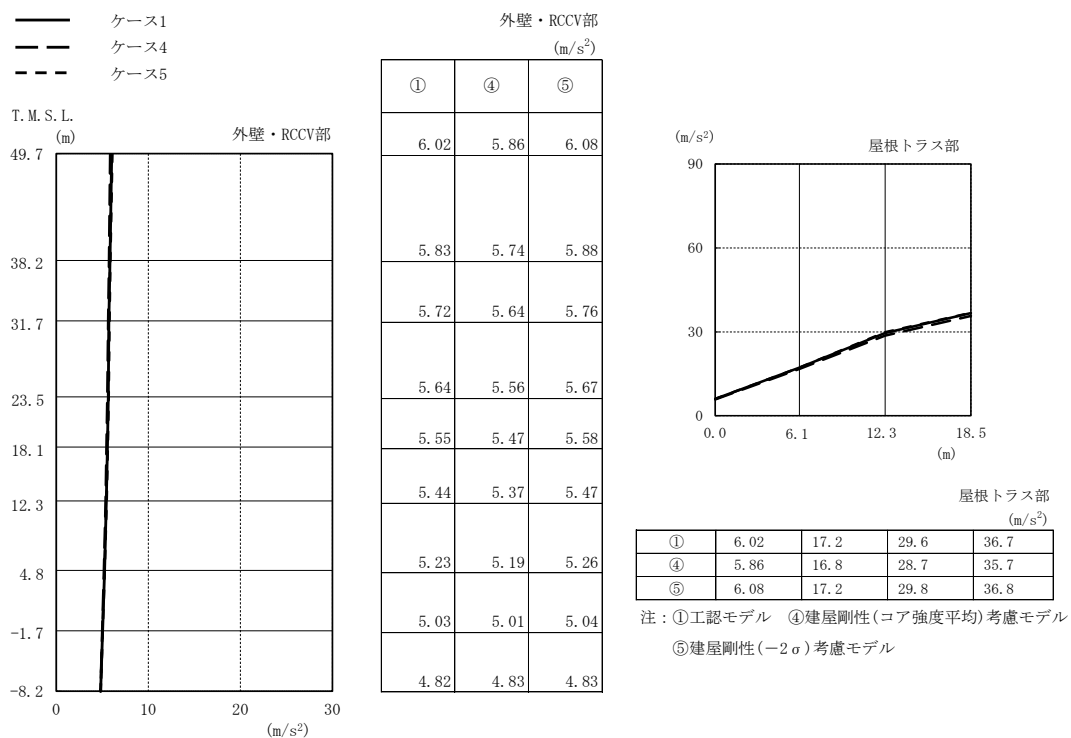 ケース1
ケース4
ケース5
T.M.S.L.
(m)
外壁・RCCV部
49.7
38.2
31.7
23.5
18.1
12.3
4.8
-1.7
-8.2
0 10 20 30
(m/s²)
外壁・RCCV部
(m/s²)
① ④ ⑤
6.02 5.86 6.08
5.83 5.74 5.88
5.72 5.64 5.76
5.64 5.56 5.67
5.55 5.47 5.58
5.44 5.37 5.47
5.23 5.19 5.26
5.03 5.01 5.04
4.82 4.83 4.83
(m/s²)
屋根トラス部
90
60
30
0
0.0 6.1 12.3 18.5
(m)
屋根トラス部
(m/s²)
① 6.02 17.2 29.6 36.7
④ 5.86 16.8 28.7 35.7
⑤ 6.08 17.2 29.8 36.8
注：①工認モデル ④建屋剛性(コア強度平均)考慮モデル
⑤建屋剛性(－2σ)考慮モデル